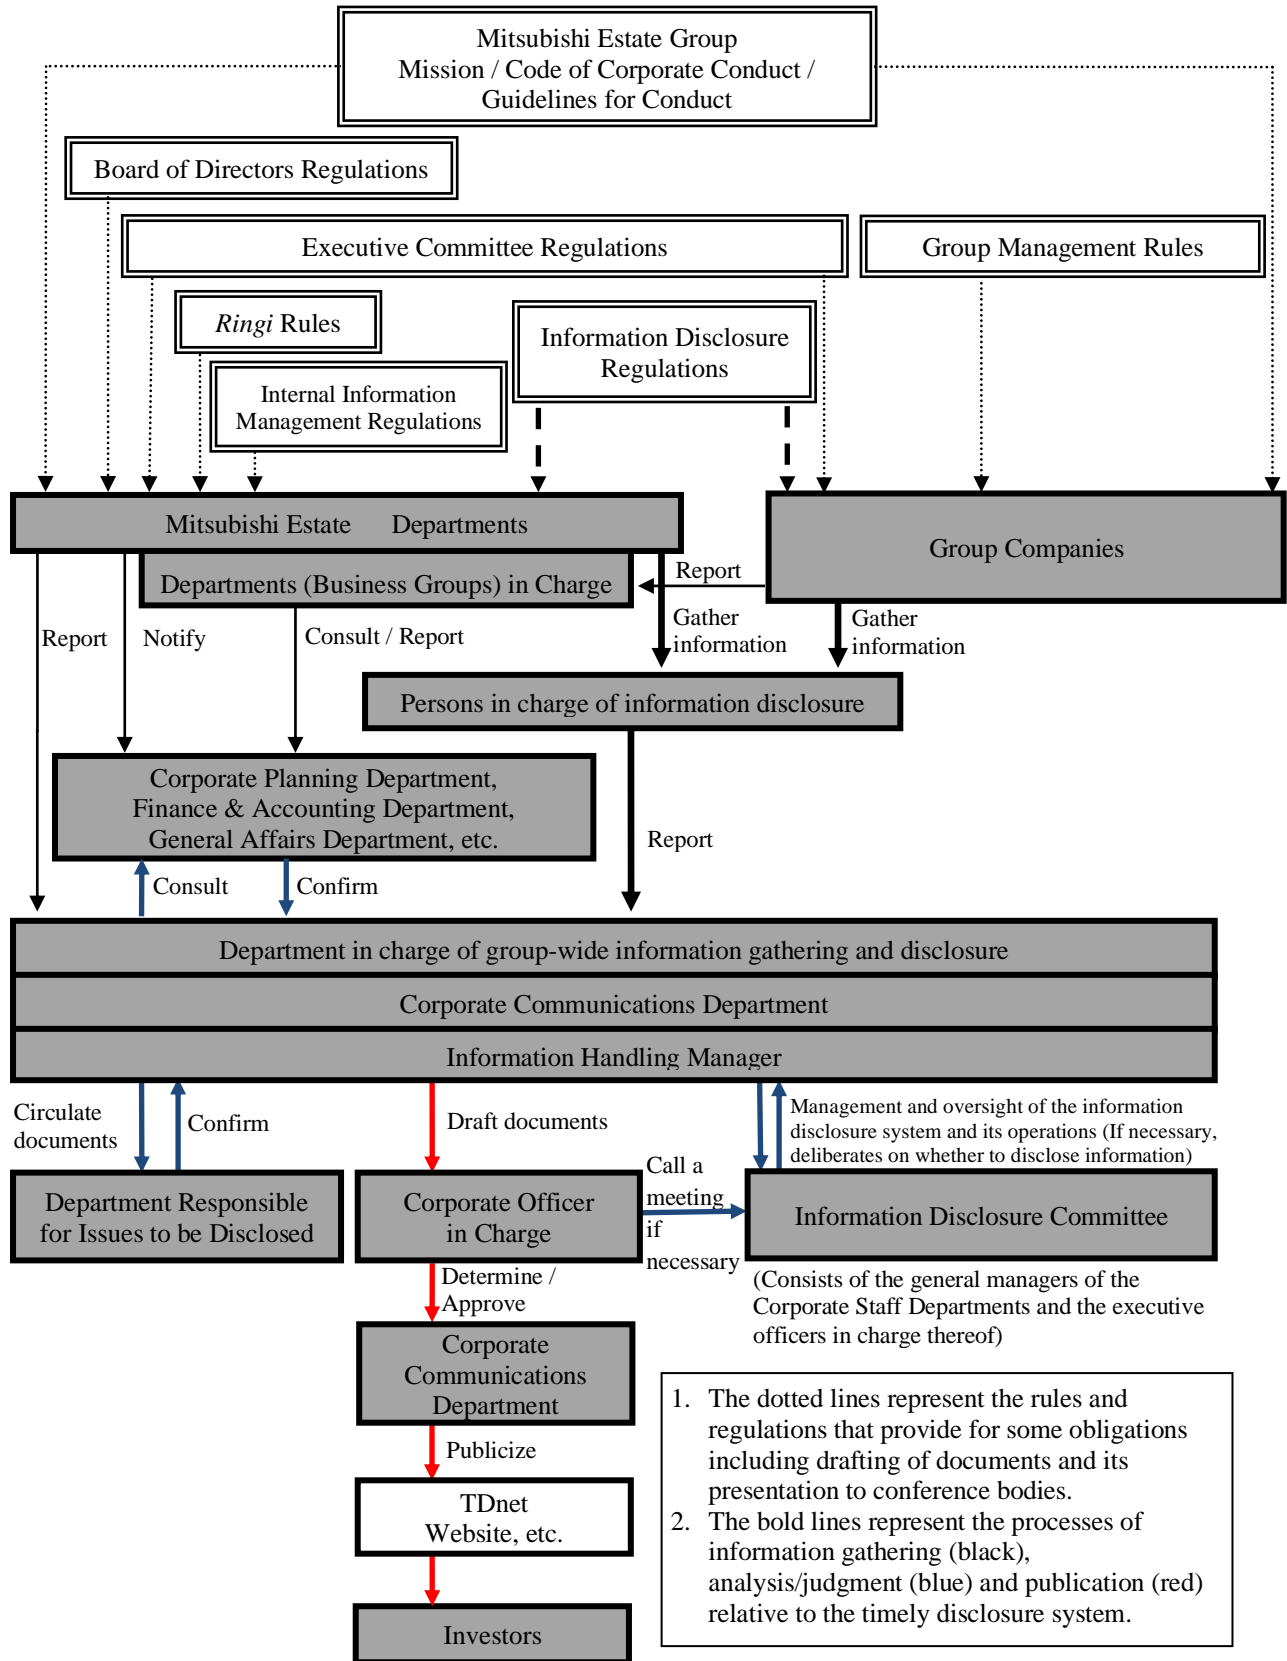 Mitsubishi Estate Group
Mission / Code of Corporate Conduct /
Guidelines for Conduct
Board of Directors Regulations
Executive Committee Regulations
Group Management Rules
Ringi Rules
Information Disclosure
Regulations
Internal Information
Management Regulations
Mitsubishi Estate Departments
Group Companies
Departments (Business Groups) in Charge
Report
Report
Notify
Consult / Report
Gather
information
Gather
information
Persons in charge of information disclosure
Corporate Planning Department,
Finance & Accounting Department,
General Affairs Department, etc.
Report
Consult
Confirm
Department in charge of group-wide information gathering and disclosure
Corporate Communications Department
Information Handling Manager
Circulate
documents
Confirm
Draft documents
Management and oversight of the information
disclosure system and its operations (If necessary,
deliberates on whether to disclose information)
Call a
meeting
if
necessary
Department Responsible
for Issues to be Disclosed
Corporate Officer
in Charge
Information Disclosure Committee
(Consists of the general managers of the
Corporate Staff Departments and the executive
officers in charge thereof)
Determine /
Approve
Corporate
Communications
Department
Publicize
TDnet
Website, etc.
Investors
1. The dotted lines represent the rules and
regulations that provide for some obligations
including drafting of documents and its
presentation to conference bodies.
2. The bold lines represent the processes of
information gathering (black),
analysis/judgment (blue) and publication (red)
relative to the timely disclosure system.